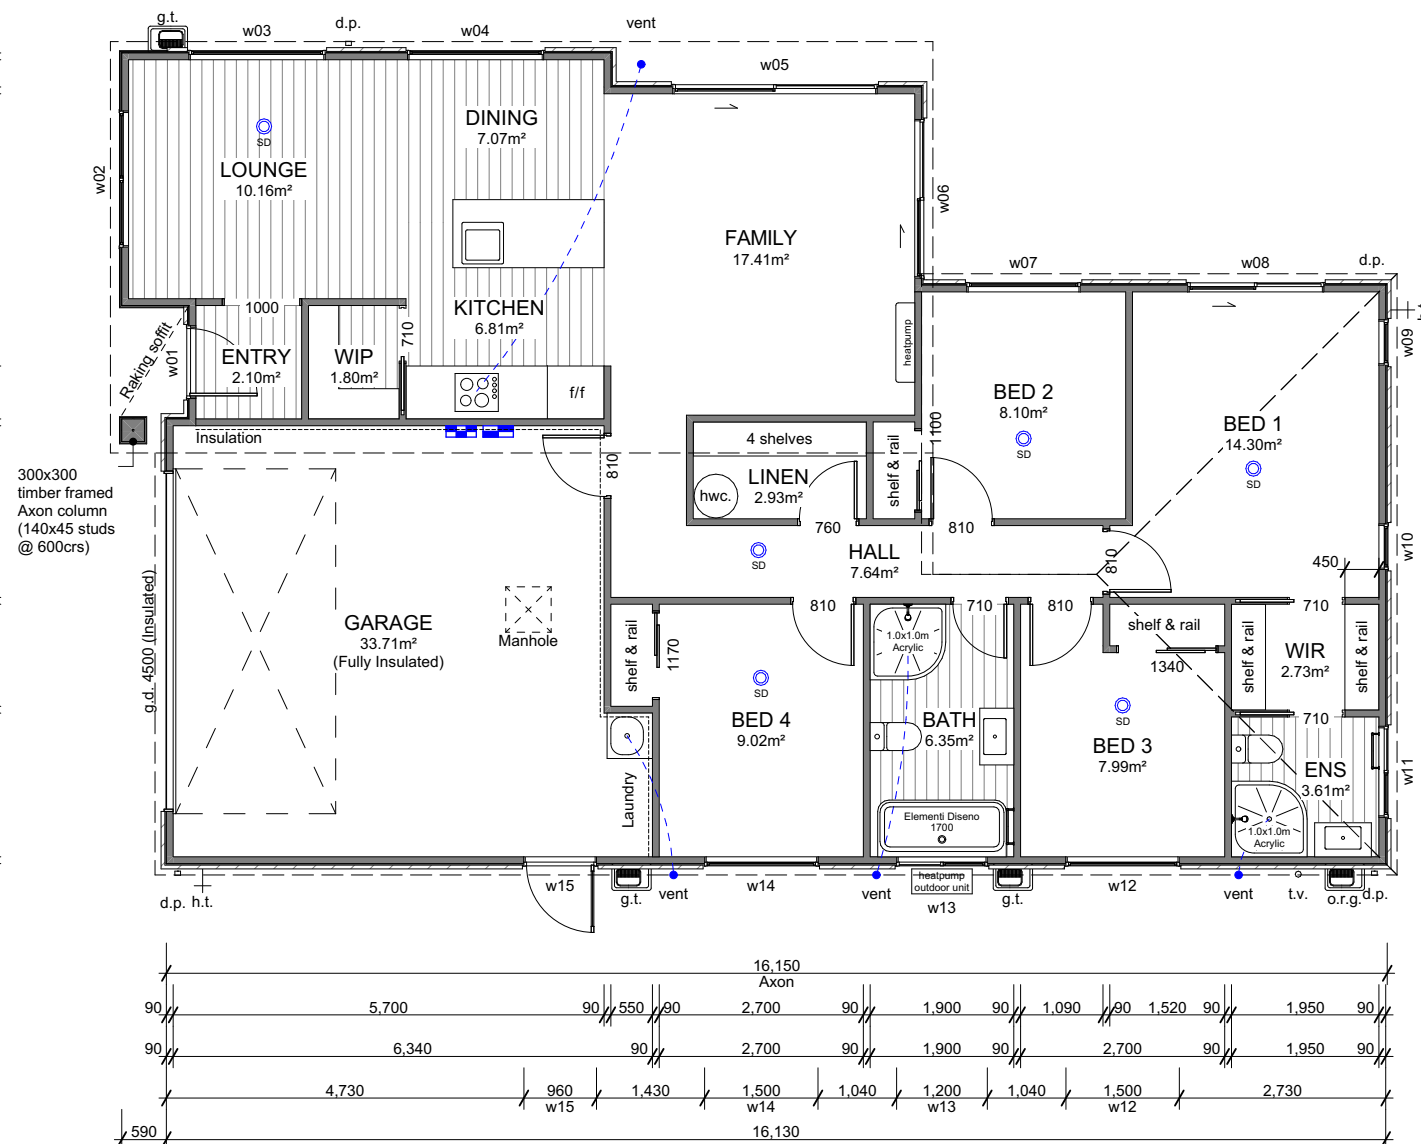 g.t.
w03
d.p.
w04
vent
w05
DINING
7.07m²
SD
LOUNGE
10.16m²
w02
w06
FAMILY
17.41m²
w07
w08
d.p.
1000
KITCHEN
6.81m²
710
heatpump
w09
Raking soffit
w01
ENTRY
2.10m²
WIP
1.80m²
f/f
BED 2
8.10m²
SD
BED 1
14.30m²
SD
1100
Insulation
4 shelves
shelf & rail
810
LINEN
2.93m²
hwc.
300x300
timber framed
Axon column
(140x45 studs
@ 600crs)
760
810
HALL
7.64m²
SD
810
450
w10
g.d. 4500 (Insulated)
GARAGE
33.71m²
(Fully Insulated)
Manhole
810
710
810
710
shelf & rail
1170
1.0x1.0m
Acrylic
shelf & rail
1340
shelf & rail
WIR
2.73m²
shelf & rail
SD
BED 4
9.02m²
BATH
6.35m²
SD
BED 3
7.99m²
710
ENS
3.61m²
w11
Laundry
Elementi Diseno
1700
1.0x1.0m
Acrylic
d.p.
h.t.
w15
g.t.
vent
w14
vent
heatpump
outdoor unit
w13
g.t.
w12
vent
t.v.
o.r.g.
d.p.
16,150
Axon
90 5,700 90 550 90 2,700 90 1,900 90 1,090 90 1,520 90 1,950 90
90 6,340 90 2,700 90 1,900 90 2,700 90 1,950 90
4,730 960 1,430 1,500 1,040 1,200 1,040 1,500 2,730
w15 w14 w13 w12
590 16,130